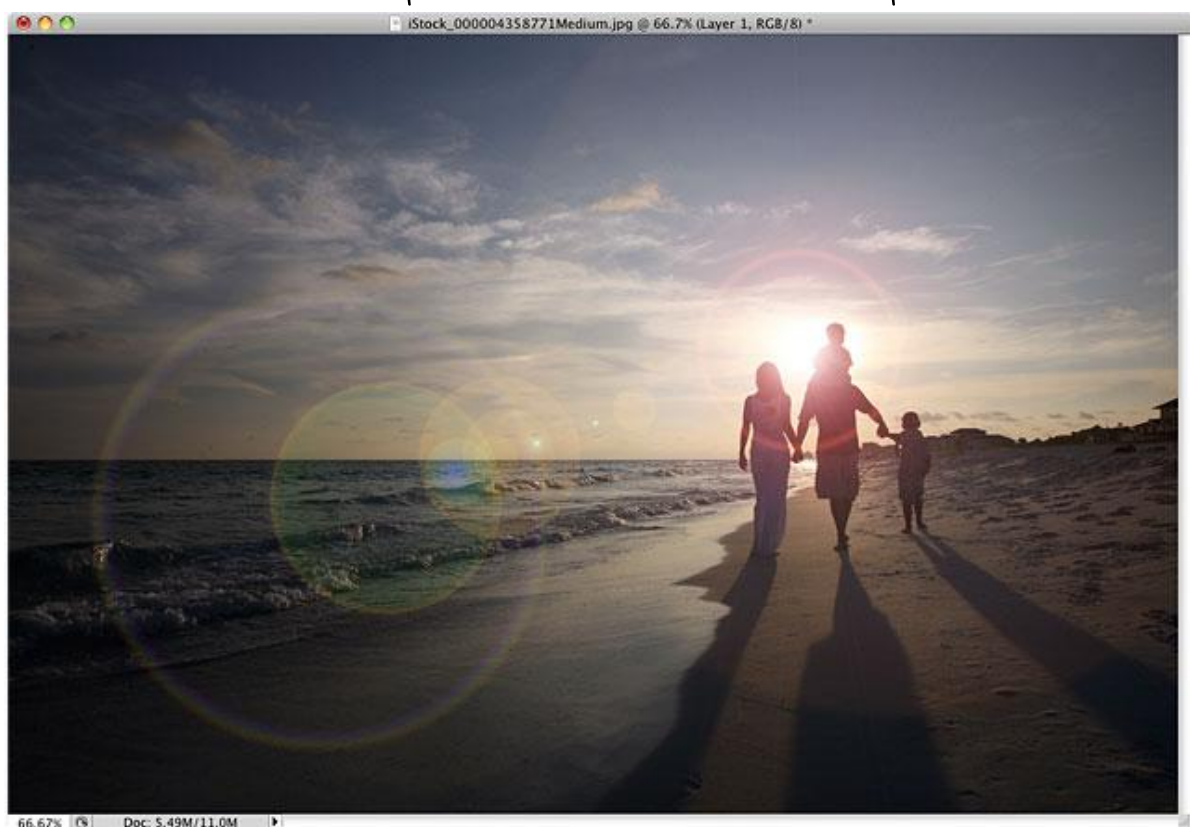 iStock_000004358771Medium.jpg @ 66.7% (Layer 1, RGB/8) *
66.67% Doc: 5.49M/11.0M